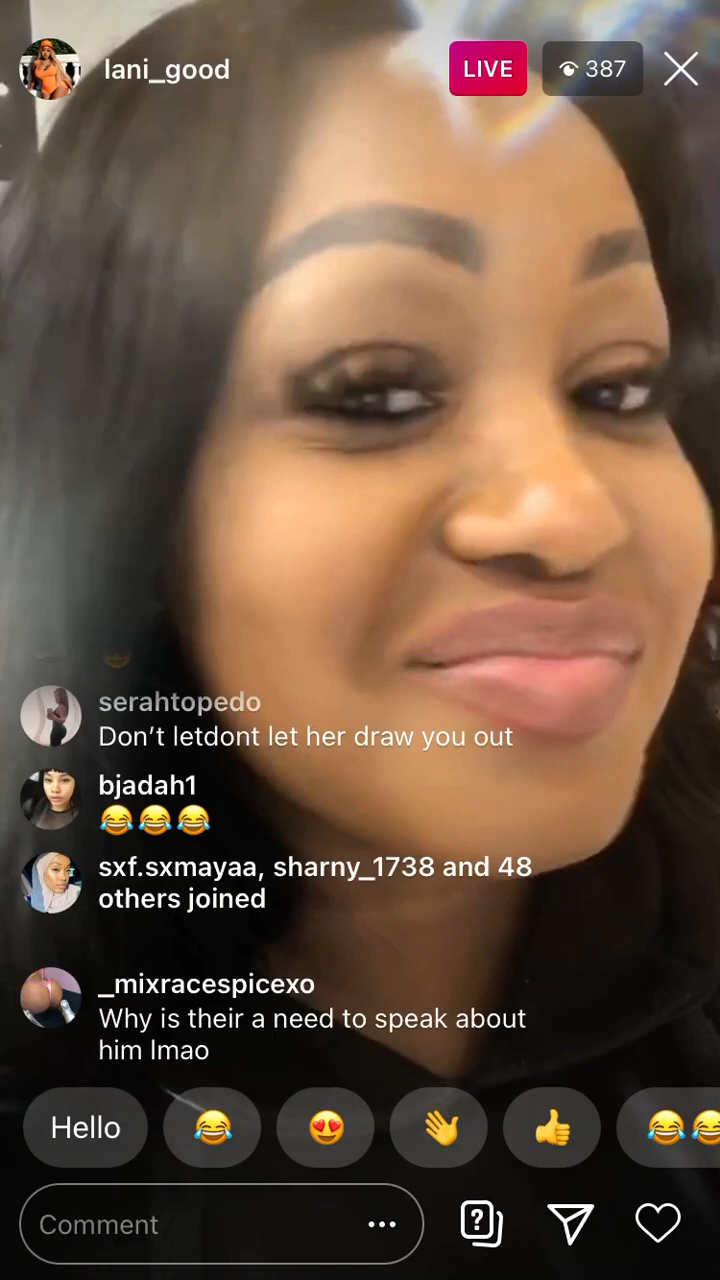 lani_good
LIVE
387
serahtopedo
Don’t letdont let her draw you out
bjadah1
😂😂😂
sxf.sxmayaa, sharny_1738 and 48
others joined
_mixracespicexo
Why is their a need to speak about
him lmao
Hello
Comment